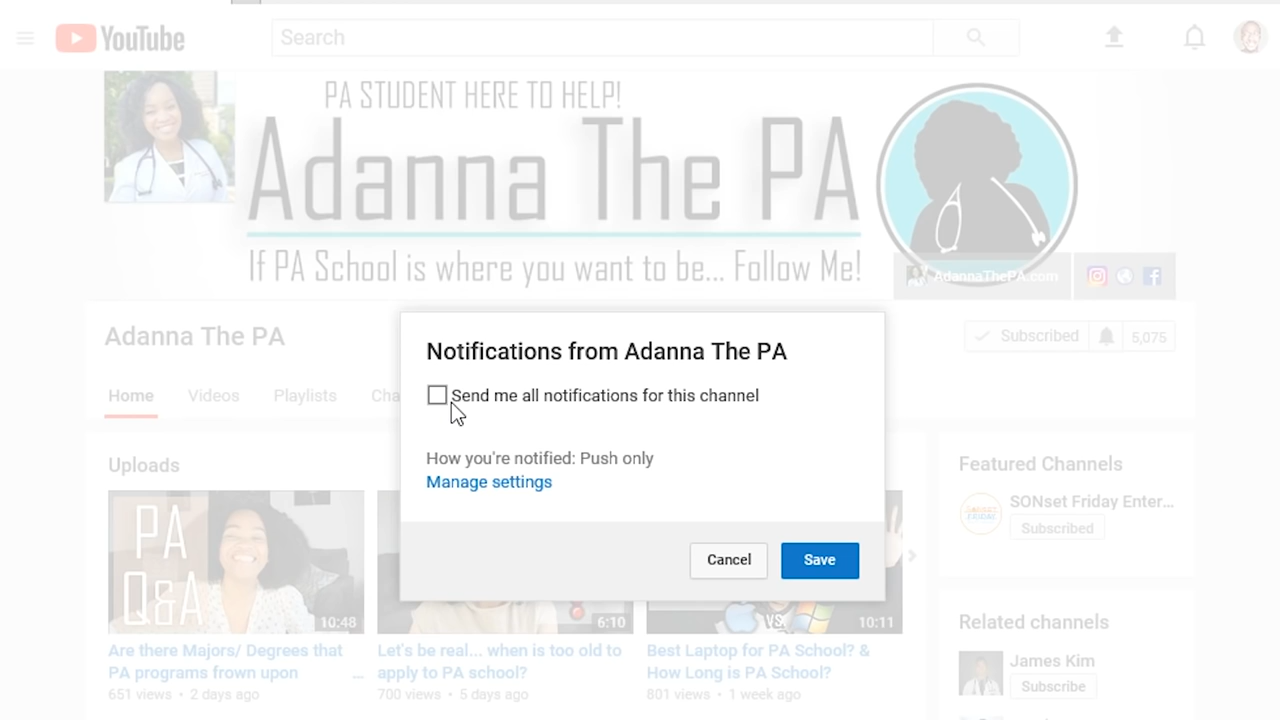 YouTube
Search
PA STUDENT HERE TO HELP!
Adanna The PA
If PA School is where you want to be... Follow Me!
AdannaThePA.com
Adanna The PA
Subscribed
5,075
Home
Videos
Playlists
Cha
Notifications from Adanna The PA
Send me all notifications for this channel
How you're notified: Push only
Manage settings
Cancel
Save
Uploads
PA
Q&A
10:48
6:10
VS.
10:11
Are there Majors/ Degrees that
PA programs frown upon ...
651 views • 2 days ago
Let's be real... when is too old to
apply to PA school?
700 views • 5 days ago
Best Laptop for PA School? &
How Long is PA School?
801 views • 1 week ago
Featured Channels
SONset Friday Enter...
Subscribed
Related channels
James Kim
Subscribe